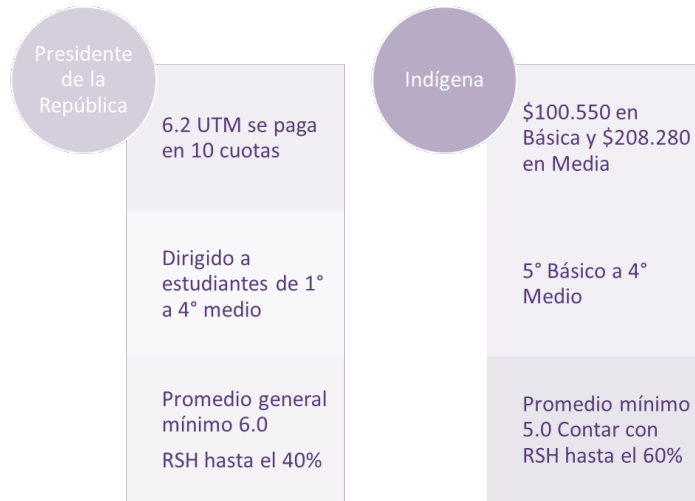 Presidente
de la
República
6.2 UTM se paga
en 10 cuotas
Dirigido a
estudiantes de 1°
a 4° medio
Promedio general
mínimo 6.0
RSH hasta el 40%
Indígena
$100.550 en
Básica y $208.280
en Media
5° Básico a 4°
Medio
Promedio mínimo
5.0 Contar con
RSH hasta el 60%